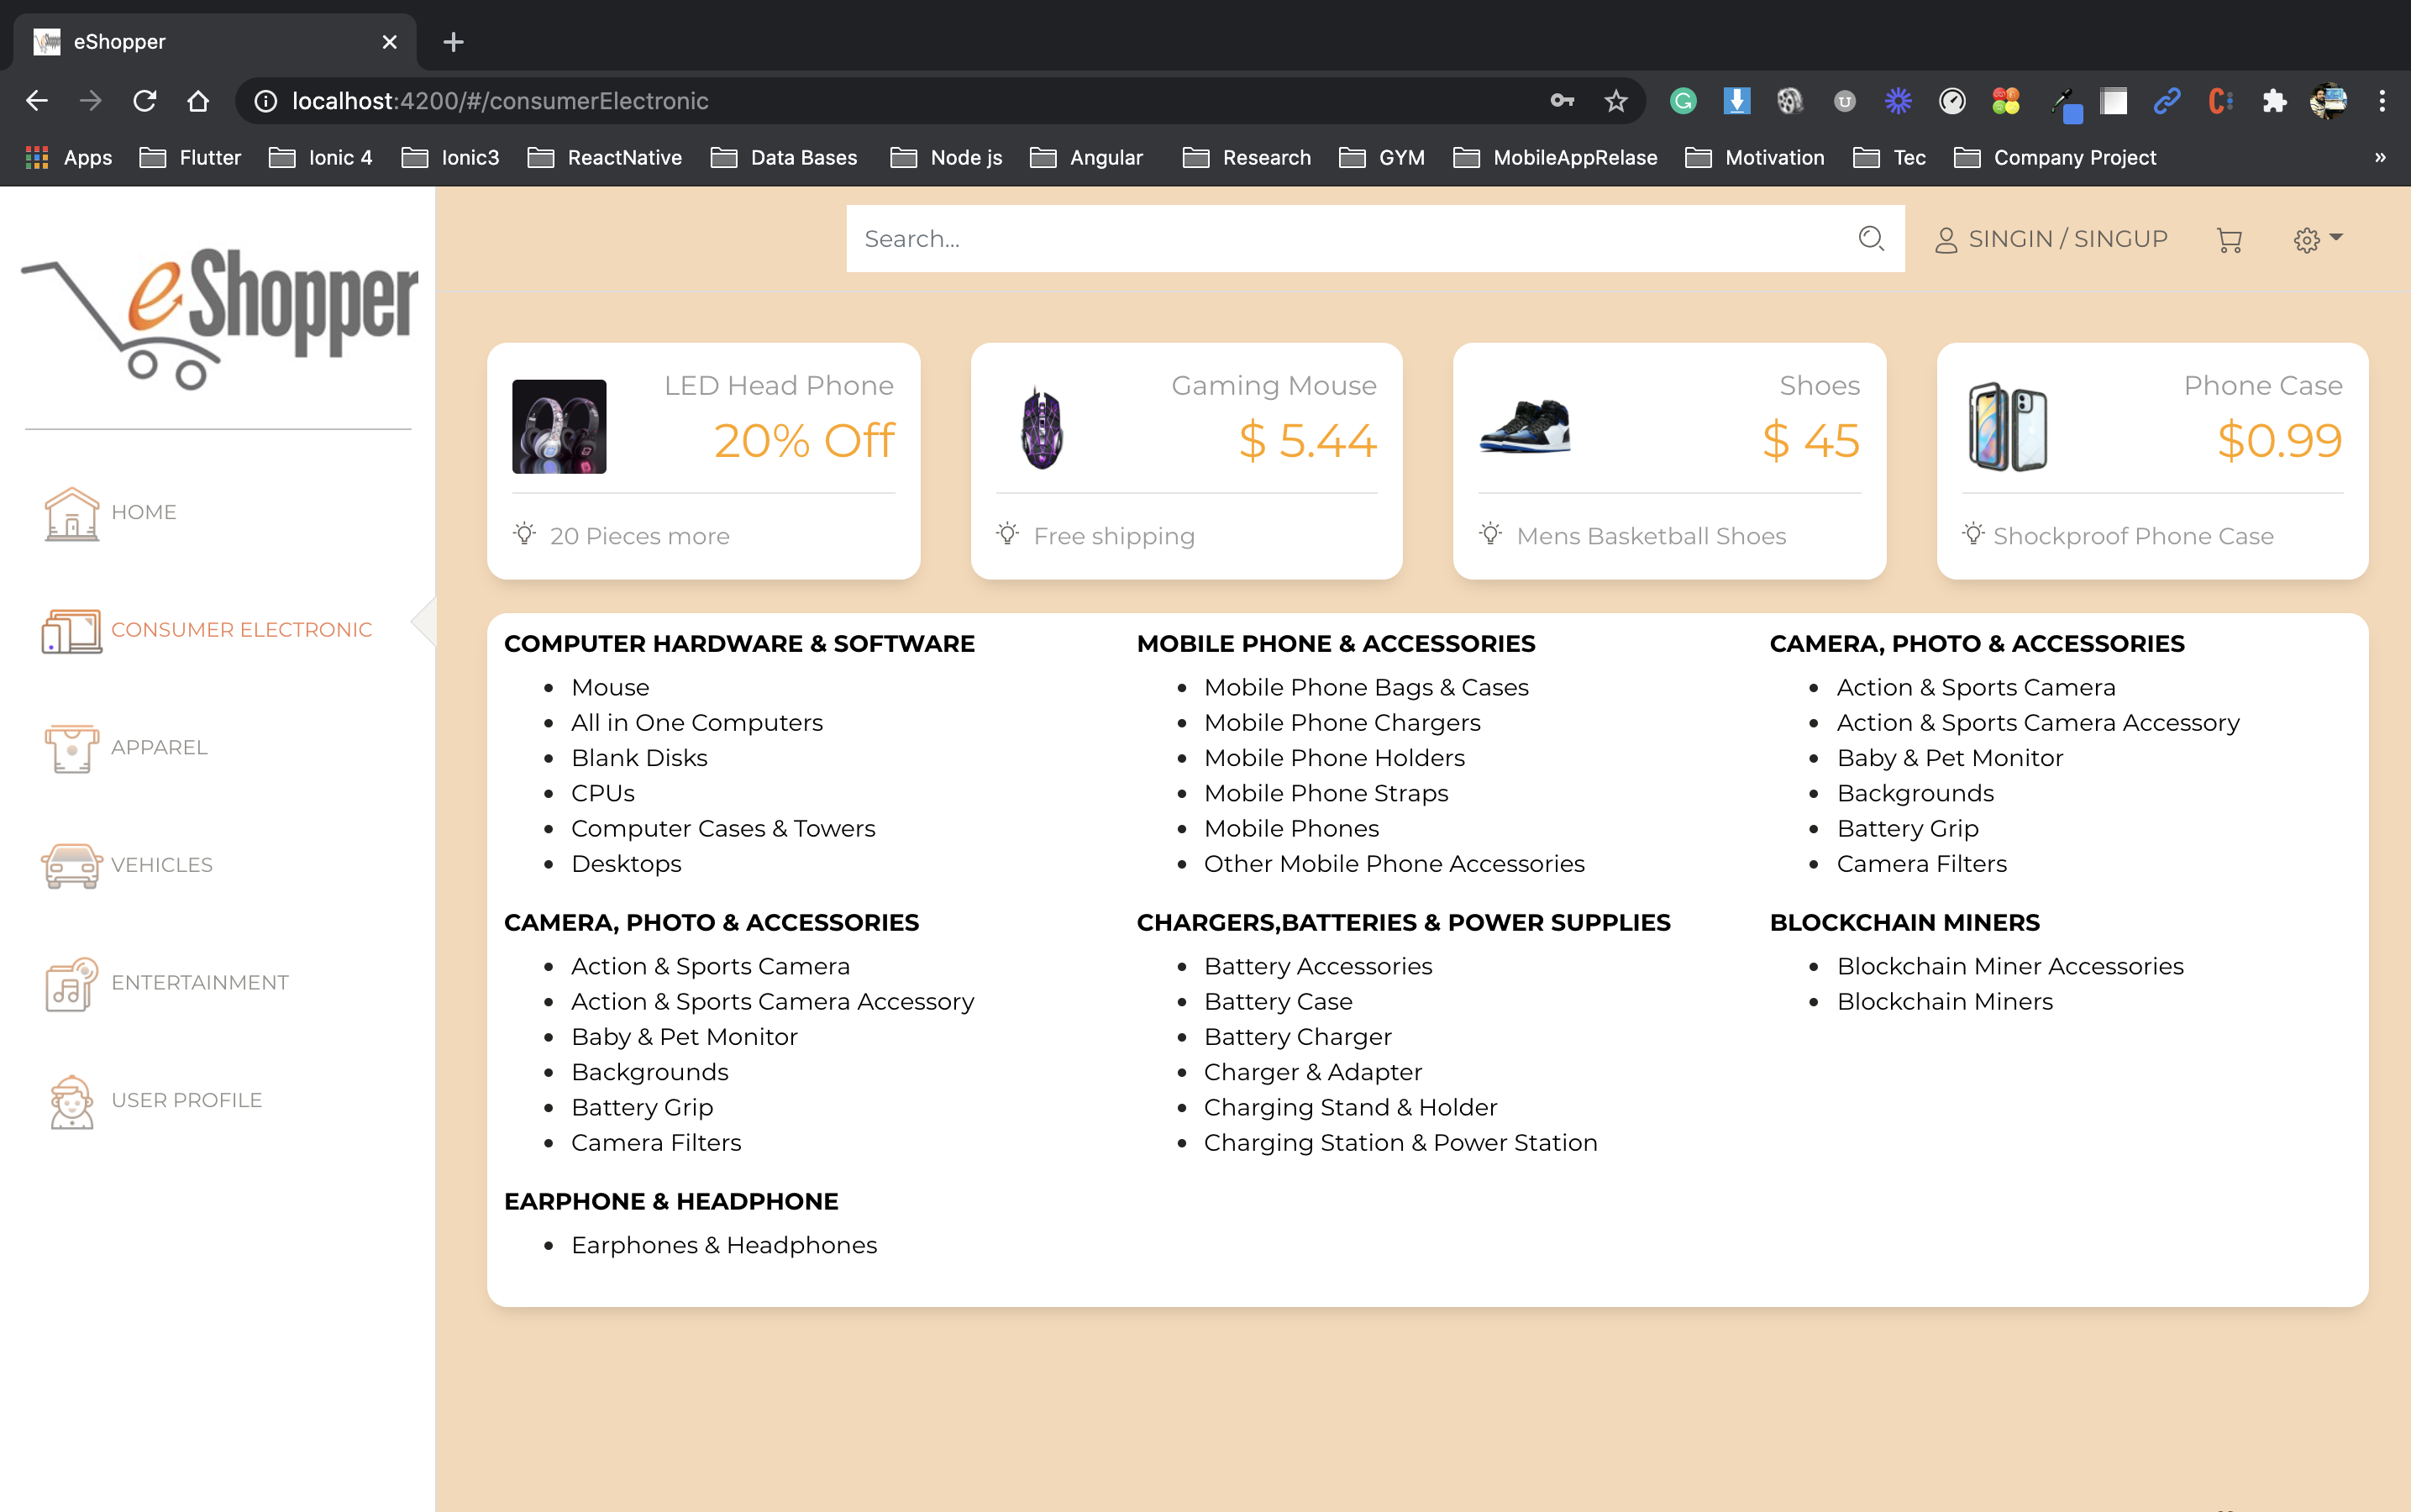 eShopper
localhost:4200/#/consumerElectronic
Apps Flutter Ionic 4 Ionic3 ReactNative Data Bases Node js Angular Research GYM MobileAppRelase Motivation Tec Company Project »
eShopper
Search...
SINGIN / SINGUP
HOME
CONSUMER ELECTRONIC
APPAREL
VEHICLES
ENTERTAINMENT
USER PROFILE
LED Head Phone
20% Off
20 Pieces more
Gaming Mouse
$ 5.44
Free shipping
Shoes
$ 45
Mens Basketball Shoes
Phone Case
$0.99
Shockproof Phone Case
COMPUTER HARDWARE & SOFTWARE
Mouse
All in One Computers
Blank Disks
CPUs
Computer Cases & Towers
Desktops
MOBILE PHONE & ACCESSORIES
Mobile Phone Bags & Cases
Mobile Phone Chargers
Mobile Phone Holders
Mobile Phone Straps
Mobile Phones
Other Mobile Phone Accessories
CAMERA, PHOTO & ACCESSORIES
Action & Sports Camera
Action & Sports Camera Accessory
Baby & Pet Monitor
Backgrounds
Battery Grip
Camera Filters
CAMERA, PHOTO & ACCESSORIES
Action & Sports Camera
Action & Sports Camera Accessory
Baby & Pet Monitor
Backgrounds
Battery Grip
Camera Filters
CHARGERS,BATTERIES & POWER SUPPLIES
Battery Accessories
Battery Case
Battery Charger
Charger & Adapter
Charging Stand & Holder
Charging Station & Power Station
BLOCKCHAIN MINERS
Blockchain Miner Accessories
Blockchain Miners
EARPHONE & HEADPHONE
Earphones & Headphones